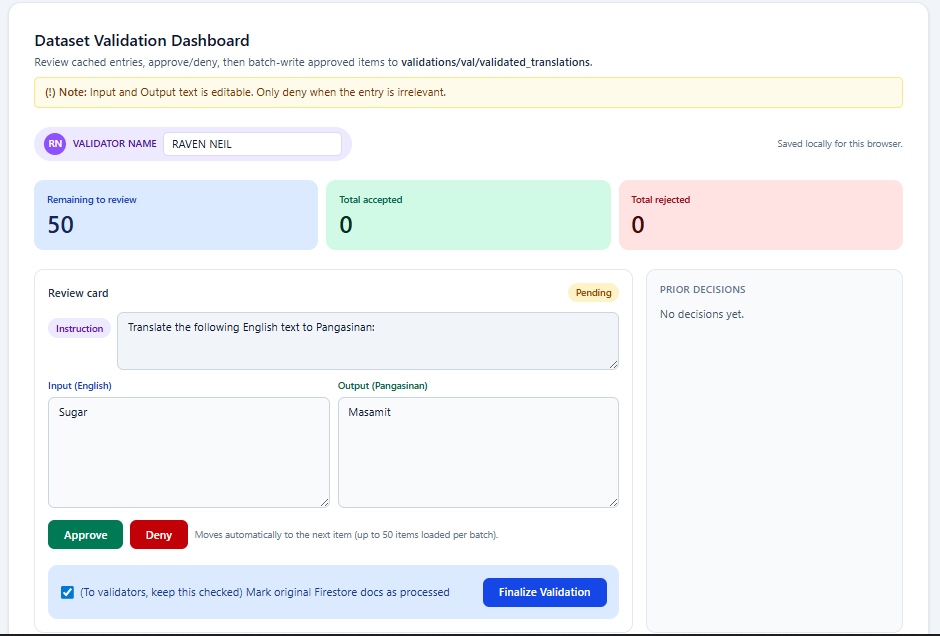 Dataset Validation Dashboard
Review cached entries, approve/deny, then batch-write approved items to validations/val/validated_translations.
(!) Note: Input and Output text is editable. Only deny when the entry is irrelevant.
RN VALIDATOR NAME RAVEN NEIL
Saved locally for this browser.
Remaining to review
50
Total accepted
0
Total rejected
0
Review card
Pending
Instruction
Translate the following English text to Pangasinan:
Input (English)
Sugar
Output (Pangasinan)
Masamit
Approve
Deny
Moves automatically to the next item (up to 50 items loaded per batch).
(To validators, keep this checked) Mark original Firestore docs as processed
Finalize Validation
PRIOR DECISIONS
No decisions yet.